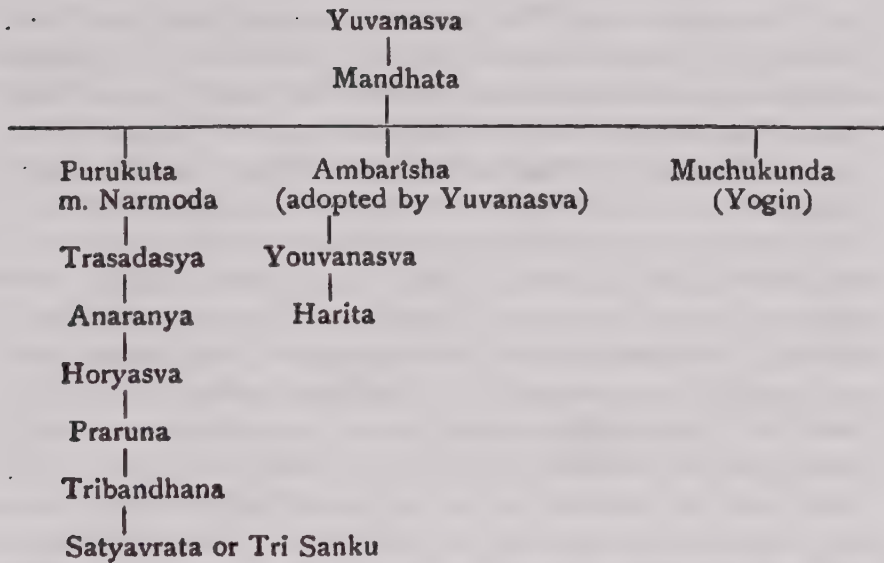 Yuvanasva
Mandhata
Purukuta Ambarisha Muchukunda
m. Narmoda (adopted by Yuvanasva) (Yogin)
Trasadasya Youvanasva
Anaranya Harita
Horyasva
Praruna
Tribandhana
Satyavrata or Tri Sanku